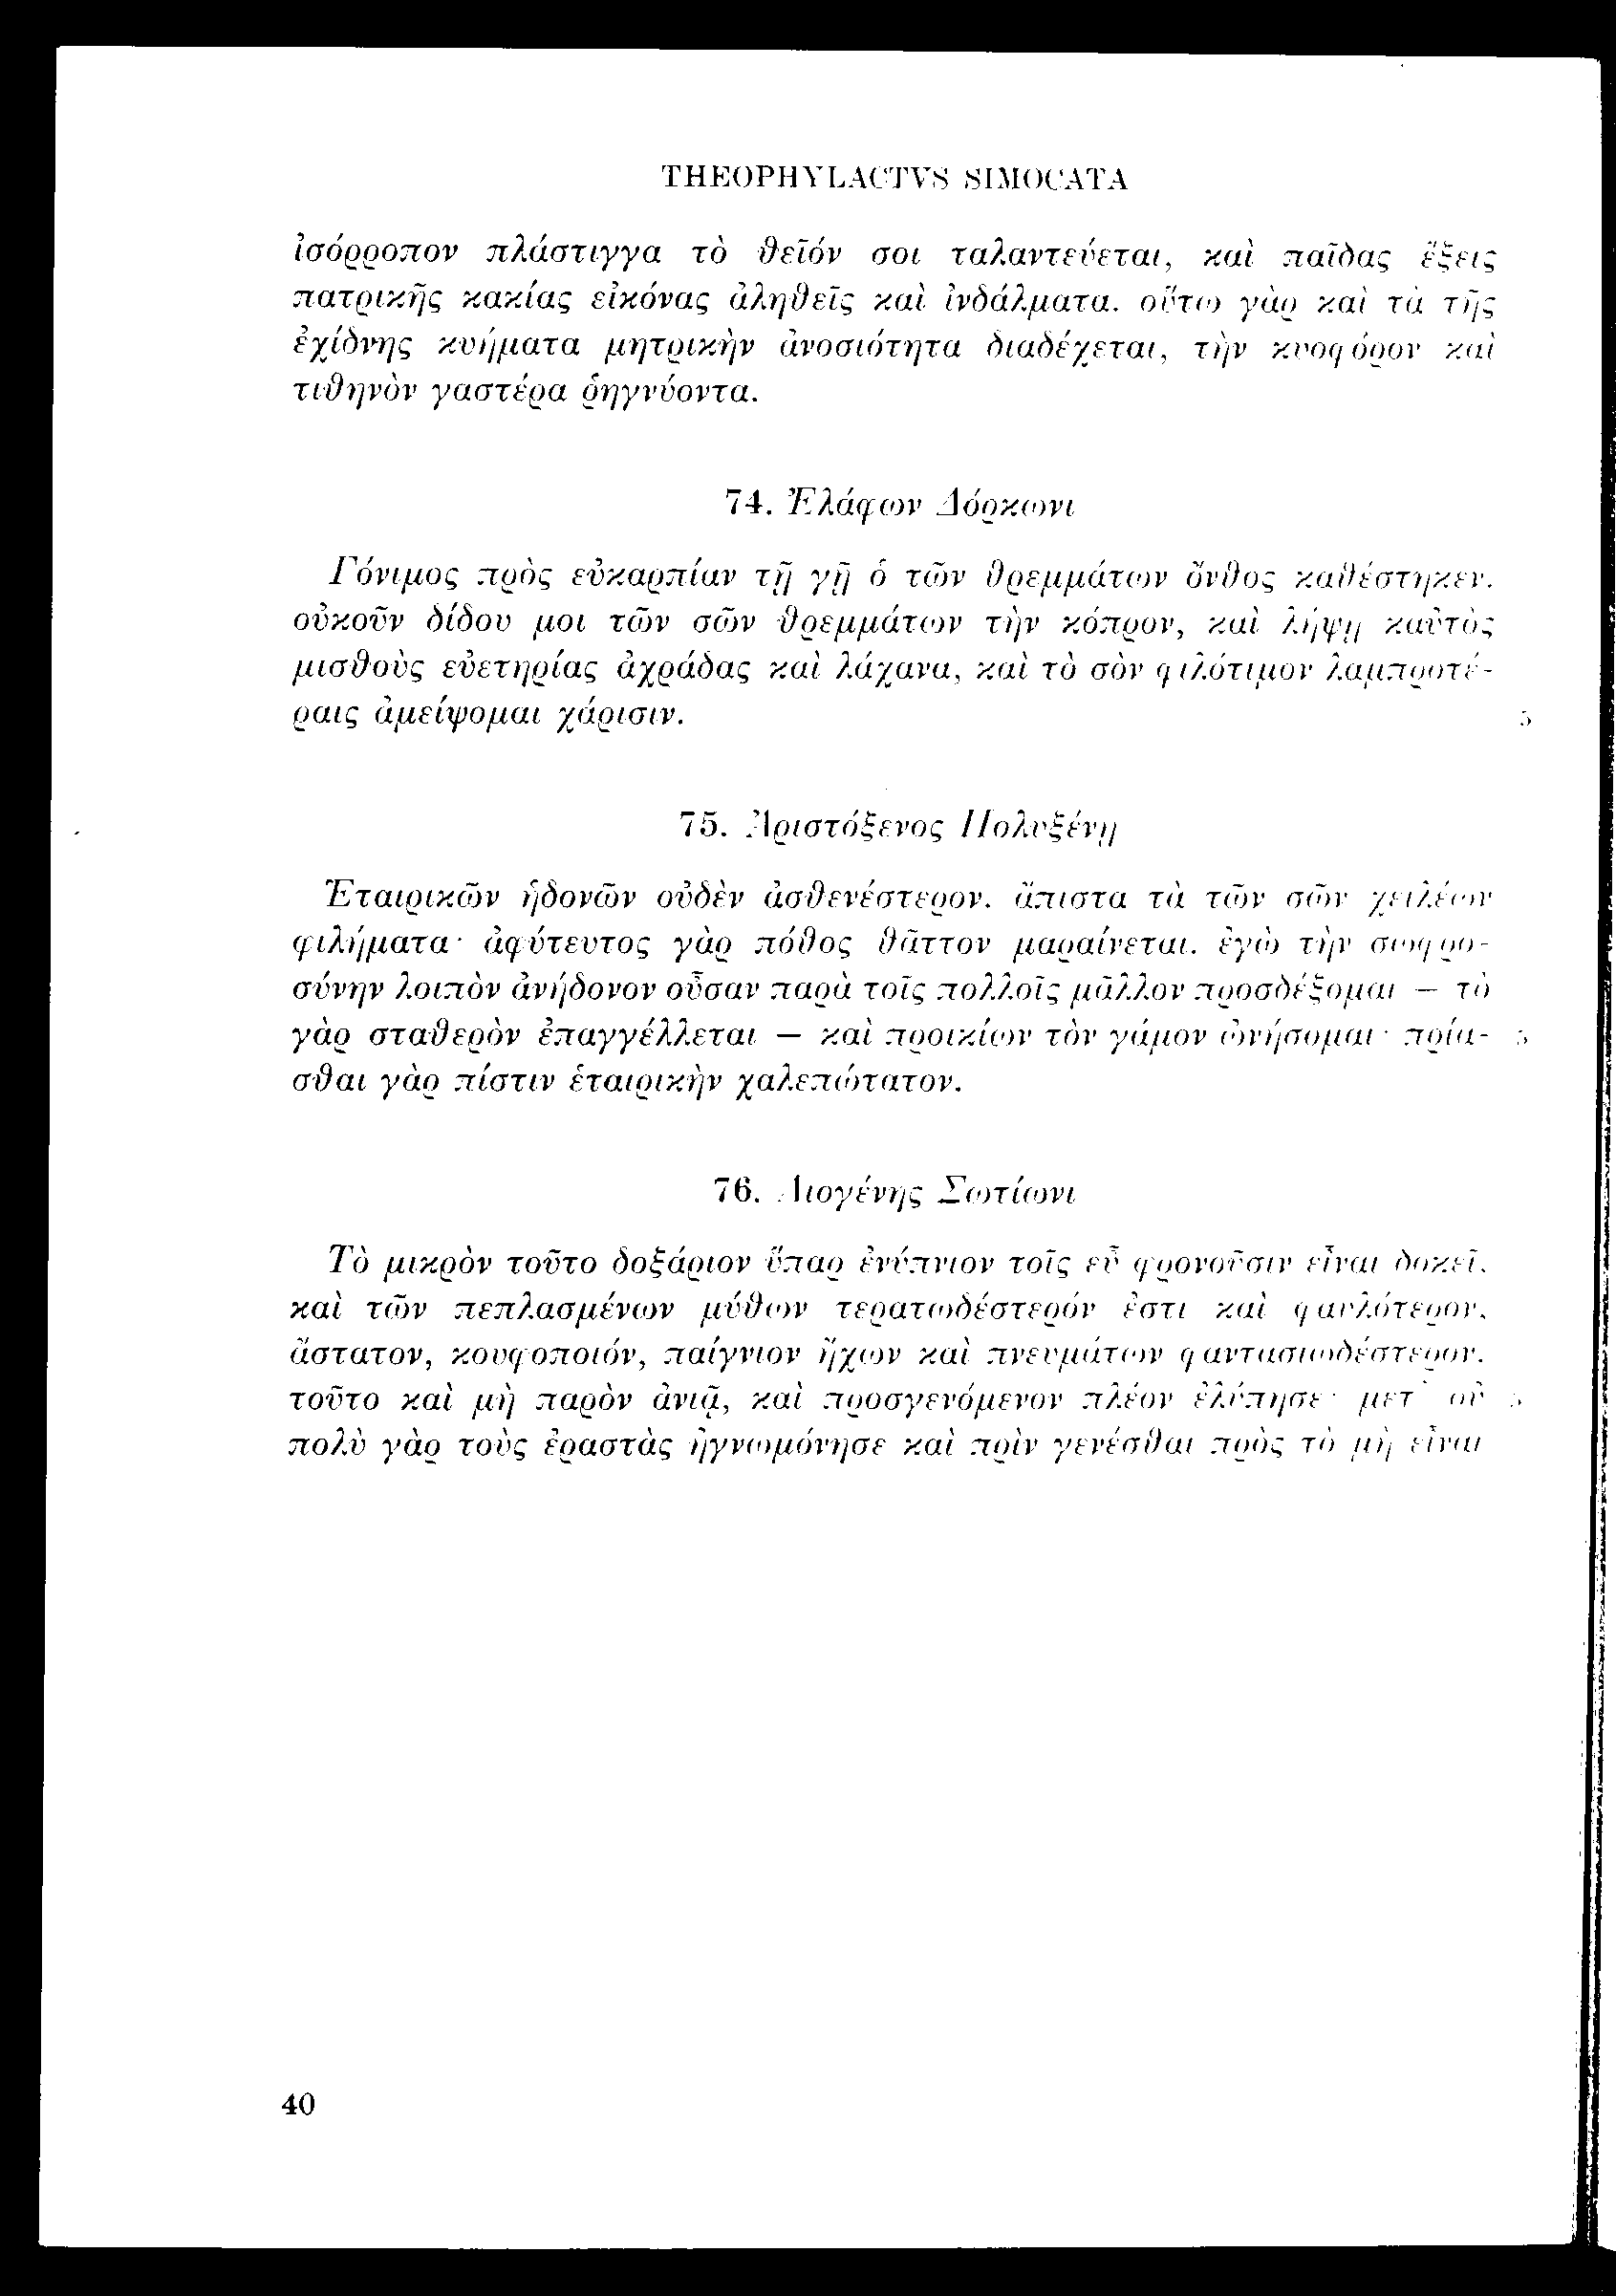 THEOPHYLACTVS SIMOCATA
ἰσόρροπον πλάστιγγα τὸ θεῖόν σοι ταλαντεύεται, καὶ παῖδας ἕξεις
πατρικῆς κακίας εἰκόνας ἀληθεῖς καὶ ἰνδάλματα. οὕτω γὰρ καὶ τὰ τῆς
ἐχίδνης κυήματα μητρικὴν ἀνοσιότητα διαδέχεται, τὴν κυοφόρον καὶ
τιθηνὸν γαστέρα ῥηγνύοντα.
74. Ἐλάφων Δόρκωνι
Γόνιμος πρὸς εὐκαρπίαν τῇ γῇ ὁ τῶν θρεμμάτων ὄνθος καθέστηκεν.
οὐκοῦν δίδου μοι τῶν σῶν θρεμμάτων τὴν κόπρον, καὶ λήψῃ καὐτὸς
μισθοὺς εὐετηρίας ἀχράδας καὶ λάχανα, καὶ τὸ σὸν φιλότιμον λαμπροτέ-
ραις ἀμείψομαι χάρισιν. 5
75. Ἀριστόξενος Πολυξένῃ
Ἑταιρικῶν ἡδονῶν οὐδὲν ἀσθενέστερον. ἄπιστα τὰ τῶν σῶν χειλέων
φιλήματα· ἀφύτευτος γὰρ πόθος θᾶττον μαραίνεται. ἐγὼ τὴν σωφρο-
σύνην λοιπὸν ἀνήδονον οὖσαν παρὰ τοῖς πολλοῖς μᾶλλον προσδέξομαι – τὸ
γὰρ σταθερὸν ἐπαγγέλλεται – καὶ προικίων τὸν γάμον ὠνήσομαι· πρία- 5
σθαι γὰρ πίστιν ἑταιρικὴν χαλεπώτατον.
76. Διογένης Σωτίωνι
Τὸ μικρὸν τοῦτο δοξάριον ὕπαρ ἐνύπνιον τοῖς εὖ φρονοῦσιν εἶναι δοκεῖ,
καὶ τῶν πεπλασμένων μύθων τερατωδέστερόν ἐστι καὶ φαυλότερον,
ἄστατον, κουφοποιόν, παίγνιον ἤχων καὶ πνευμάτων φαντασιωδέστερον.
τοῦτο καὶ μὴ παρὸν ἀνιᾷ, καὶ προσγενόμενον πλέον ἐλύπησε· μετ᾽ οὐ 5
πολὺ γὰρ τοὺς ἐραστὰς ἠγνωμόνησε καὶ πρὶν γενέσθαι πρὸς τὸ μὴ εἶναι
40